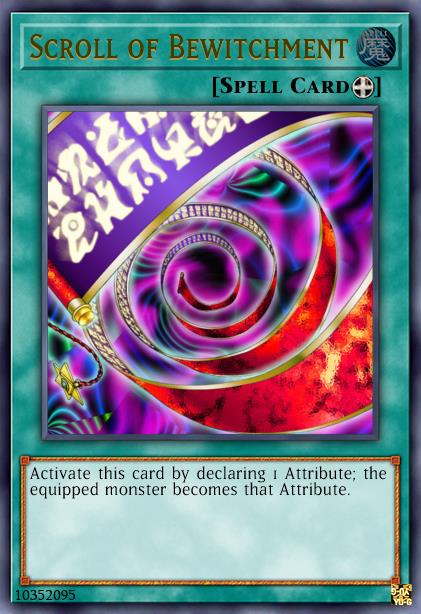 Scroll of Bewitchment
魔
[Spell Card]
Activate this card by declaring 1 Attribute; the
equipped monster becomes that Attribute.
10352095